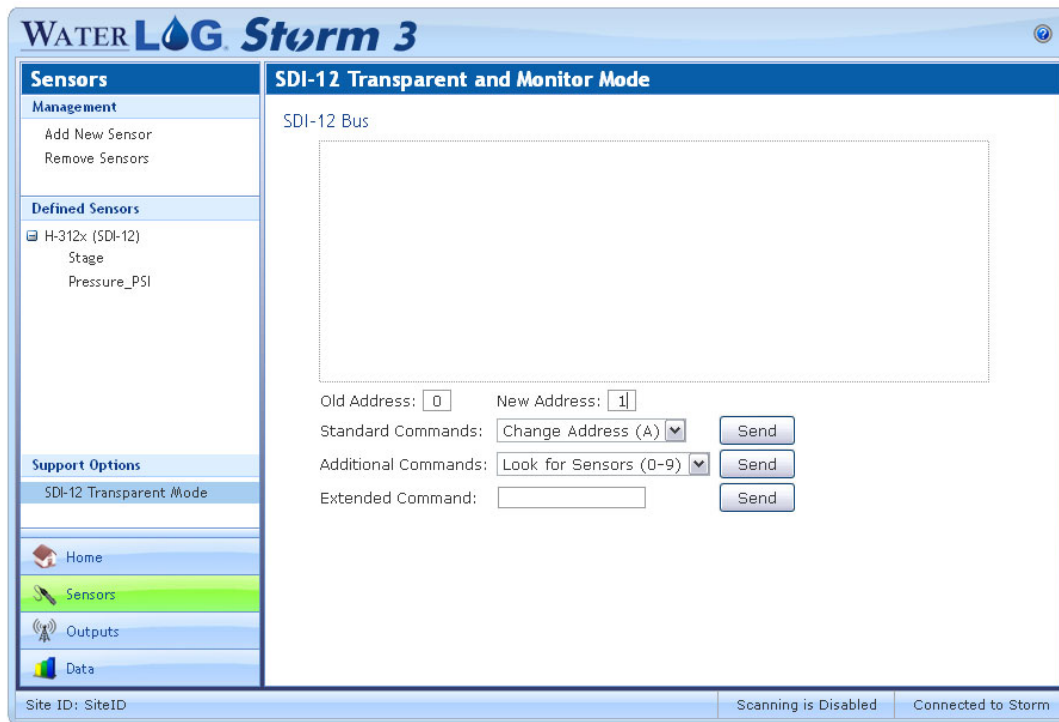 WATERLOG. Storm 3
Sensors
Management
Add New Sensor
Remove Sensors
Defined Sensors
H-312x (SDI-12)
Stage
Pressure_PSI
Support Options
SDI-12 Transparent Mode
Home
Sensors
Outputs
Data
SDI-12 Transparent and Monitor Mode
SDI-12 Bus
Old Address: 0 New Address: 1
Standard Commands: Change Address (A) Send
Additional Commands: Look for Sensors (0-9) Send
Extended Command: Send
Site ID: SiteID Scanning is Disabled Connected to Storm